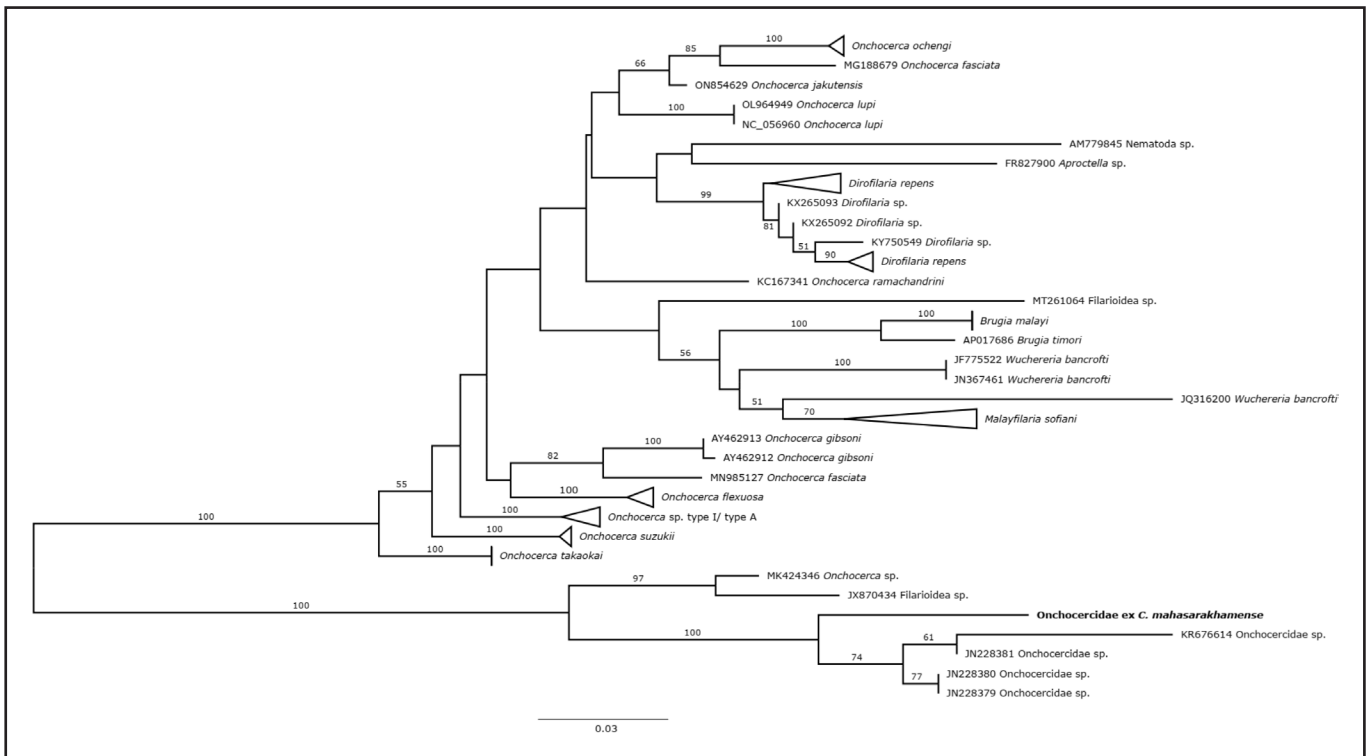 100
Onchocerca ochengi
85
MG188679 Onchocerca fasciata
66
ON854629 Onchocerca jakutensis
OL964949 Onchocerca lupi
100
NC_056960 Onchocerca lupi
AM779845 Nematoda sp.
FR827900 Aproctella sp.
Dirofilaria repens
99
KX265093 Dirofilaria sp.
81
KX265092 Dirofilaria sp.
KY750549 Dirofilaria sp.
51
90
Dirofilaria repens
KC167341 Onchocerca ramachandrini
MT261064 Filarioidea sp.
100
100
Brugia malayi
AP017686 Brugia timori
56
JF775522 Wuchereria bancrofti
100
JN367461 Wuchereria bancrofti
JQ316200 Wuchereria bancrofti
51
70
Malayfilaria sofiani
AY462913 Onchocerca gibsoni
100
AY462912 Onchocerca gibsoni
82
MN985127 Onchocerca fasciata
100
Onchocerca flexuosa
55
100
Onchocerca sp. type I/ type A
100
100
Onchocerca suzukii
100
Onchocerca takaokai
MK424346 Onchocerca sp.
97
JX870434 Filarioidea sp.
100
Onchocercidae ex C. mahasarakhamense
100
KR676614 Onchocercidae sp.
61
JN228381 Onchocercidae sp.
74
JN228380 Onchocercidae sp.
77
JN228379 Onchocercidae sp.
0.03